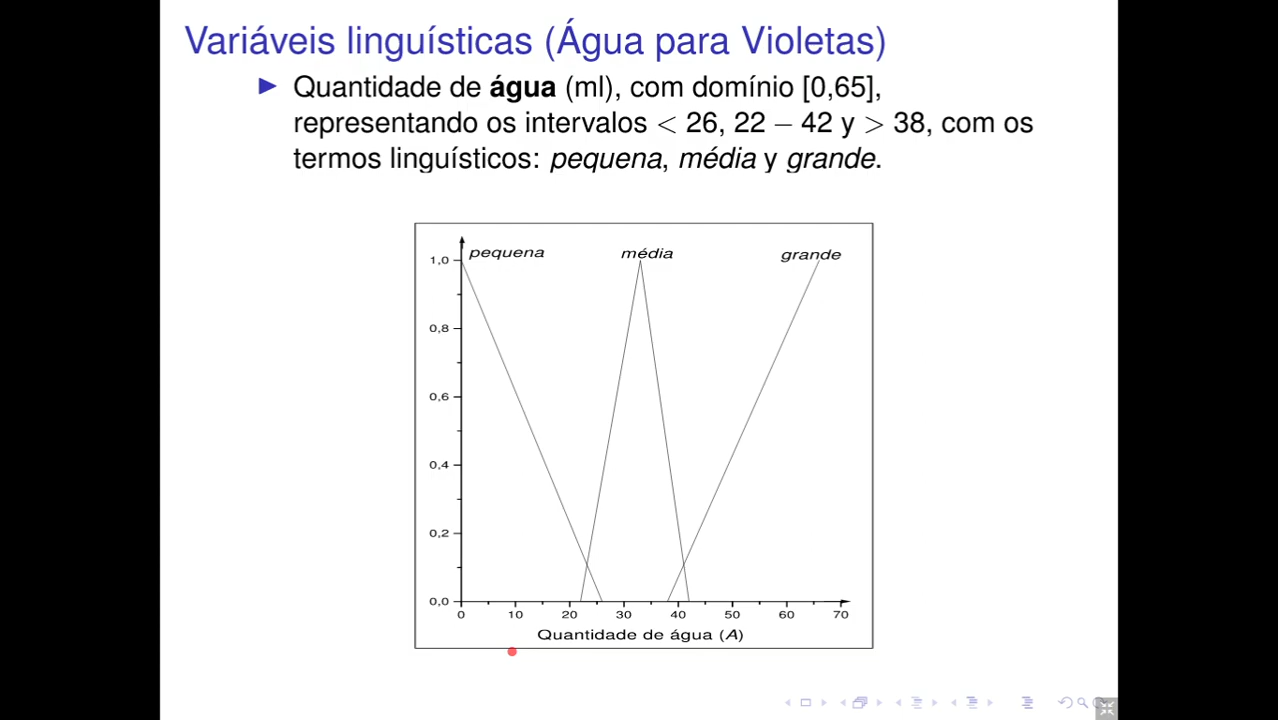 Variáveis linguísticas (Água para Violetas)
Quantidade de água (ml), com domínio [0,65],
representando os intervalos < 26, 22 − 42 y > 38, com os
termos linguísticos: pequena, média y grande.
pequena média grande
1,0
0,8
0,6
0,4
0,2
0,0
0 10 20 30 40 50 60 70
Quantidade de água (A)